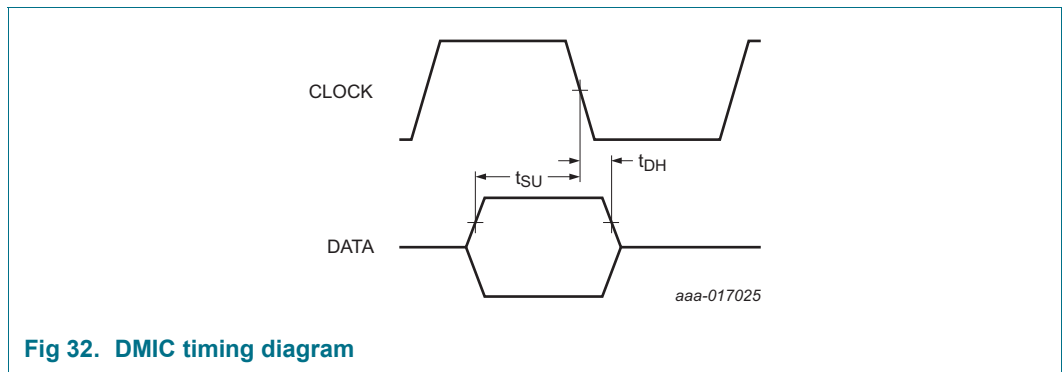 CLOCK
tDH
tSU
DATA
aaa-017025
Fig 32. DMIC timing diagram